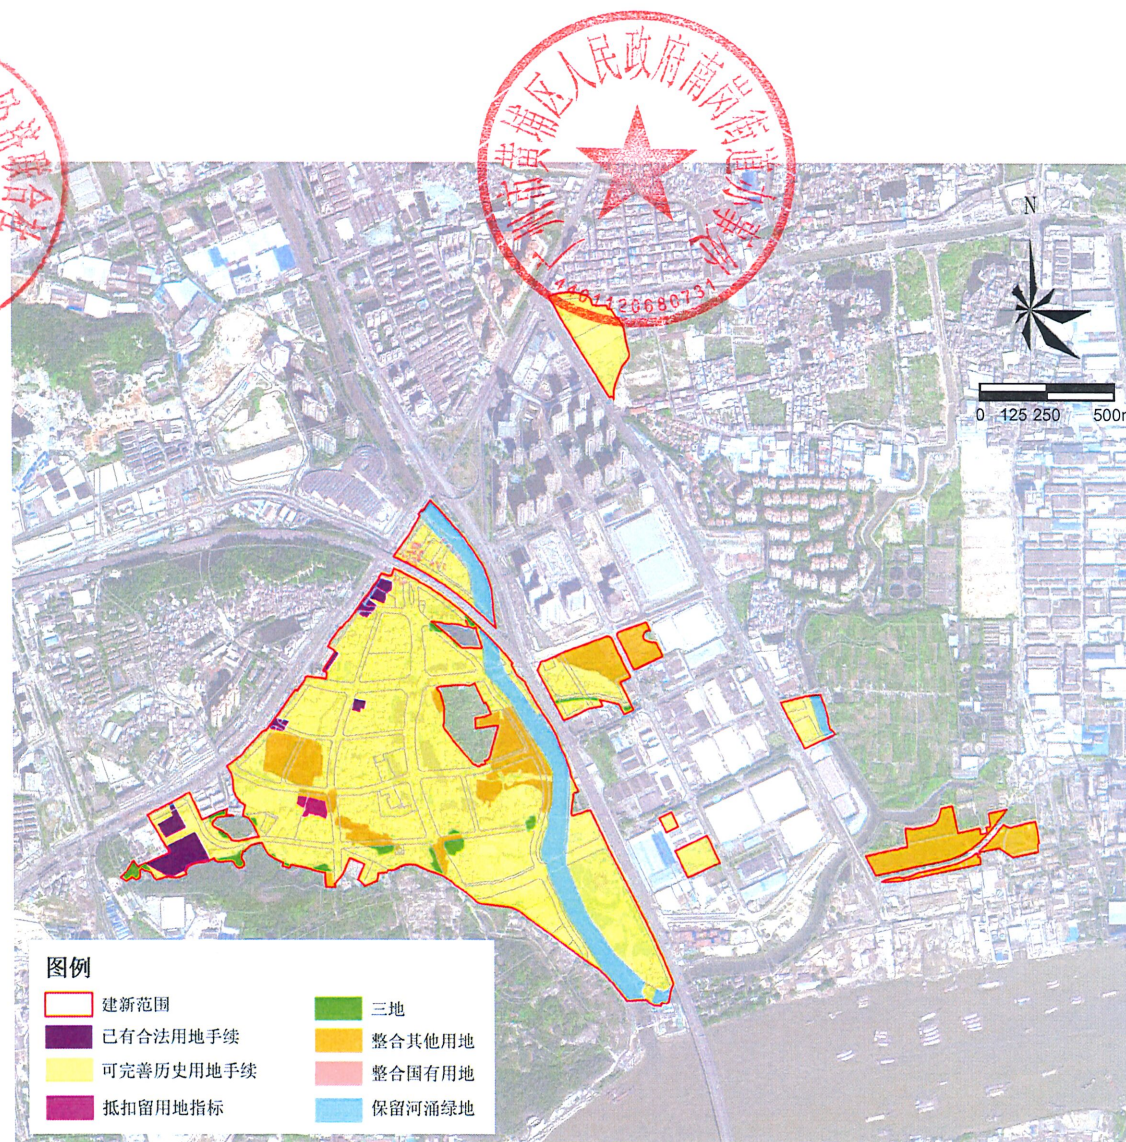 广州市黄埔区人民政府南岗街道办事处
4401120680731
N
0 125 250 500m
图例
建新范围
已有合法用地手续
可完善历史用地手续
抵扣留用地指标
三地
整合其他用地
整合国有用地
保留河涌绿地